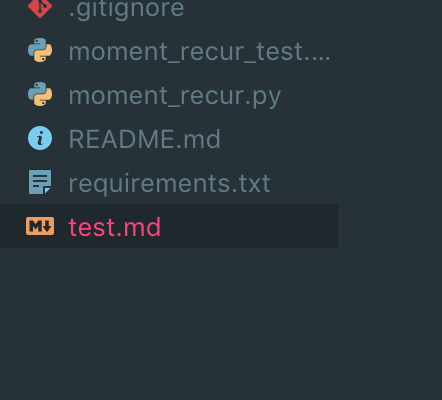 .gitignore
moment_recur_test....
moment_recur.py
README.md
requirements.txt
test.md